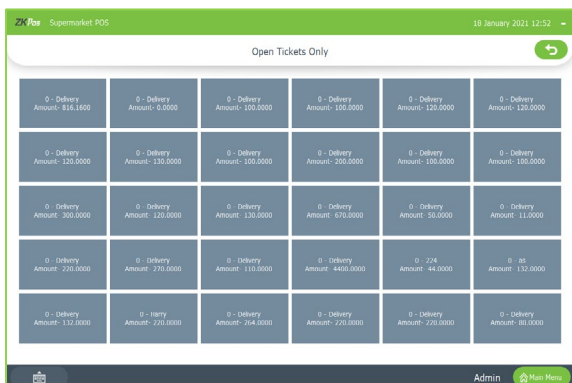 ZKPos Supermarket POS 18 January 2021 12:52
Open Tickets Only
0 - Delivery 0 - Delivery 0 - Delivery 0 - Delivery 0 - Delivery 0 - Delivery
Amount- 816.1600 Amount- 0.0000 Amount- 100.0000 Amount- 100.0000 Amount- 120.0000 Amount- 120.0000
0 - Delivery 0 - Delivery 0 - Delivery 0 - Delivery 0 - Delivery 0 - Delivery
Amount- 120.0000 Amount- 130.0000 Amount- 100.0000 Amount- 200.0000 Amount- 100.0000 Amount- 100.0000
0 - Delivery 0 - Delivery 0 - Delivery 0 - Delivery 0 - Delivery 0 - Delivery
Amount- 300.0000 Amount- 120.0000 Amount- 130.0000 Amount- 670.0000 Amount- 50.0000 Amount- 11.0000
0 - Delivery 0 - Delivery 0 - Delivery 0 - Delivery 0 - 224 0 - as
Amount- 220.0000 Amount- 270.0000 Amount- 110.0000 Amount- 4400.0000 Amount- 44.0000 Amount- 132.0000
0 - Delivery 0 - Harry 0 - Delivery 0 - Delivery 0 - Delivery 0 - Delivery
Amount- 132.0000 Amount- 220.0000 Amount- 264.0000 Amount- 220.0000 Amount- 220.0000 Amount- 80.0000
Admin Main Menu